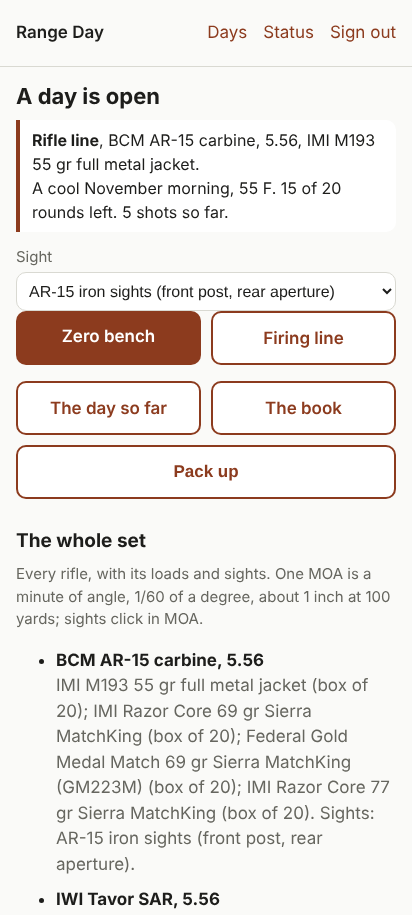 Range Day
Days Status Sign out
A day is open
Rifle line, BCM AR-15 carbine, 5.56, IMI M193
55 gr full metal jacket.
A cool November morning, 55 F. 15 of 20
rounds left. 5 shots so far.
Sight
AR-15 iron sights (front post, rear aperture)
Zero bench
Firing line
The day so far
The book
Pack up
The whole set
Every rifle, with its loads and sights. One MOA is a
minute of angle, 1/60 of a degree, about 1 inch at 100
yards; sights click in MOA.
BCM AR-15 carbine, 5.56
IMI M193 55 gr full metal jacket (box of
20); IMI Razor Core 69 gr Sierra
MatchKing (box of 20); Federal Gold
Medal Match 69 gr Sierra MatchKing
(GM223M) (box of 20); IMI Razor Core 77
gr Sierra MatchKing (box of 20). Sights:
AR-15 iron sights (front post, rear
aperture).
IWI Tavor SAR, 5.56